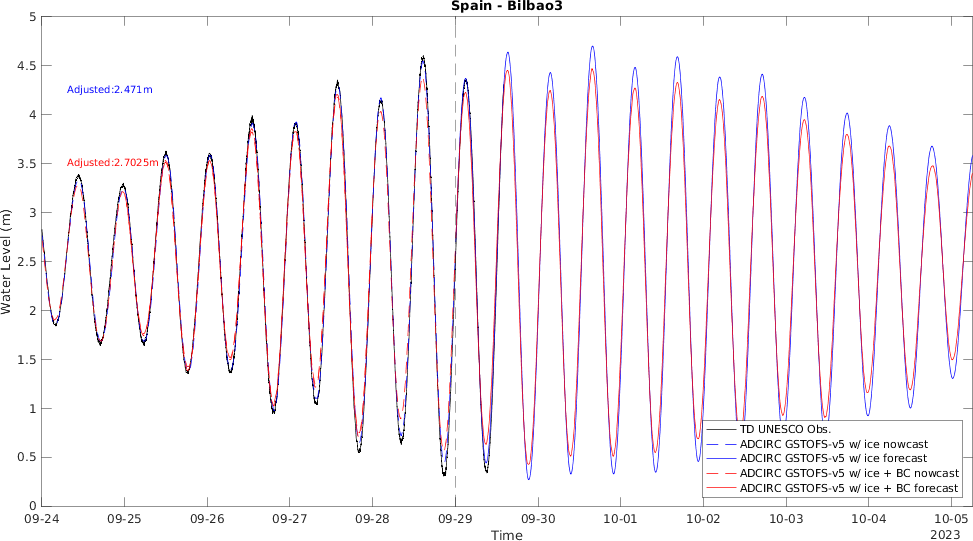 Spain - Bilbao3
5
4.5
4
3.5
3
2.5
2
1.5
1
0.5
0
Water Level (m)
Adjusted:2.471m
Adjusted:2.7025m
TD UNESCO Obs.
ADCIRC GSTOFS-v5 w/ ice nowcast
ADCIRC GSTOFS-v5 w/ ice forecast
ADCIRC GSTOFS-v5 w/ ice + BC nowcast
ADCIRC GSTOFS-v5 w/ ice + BC forecast
09-24 09-25 09-26 09-27 09-28 09-29 09-30 10-01 10-02 10-03 10-04 10-05
Time
2023